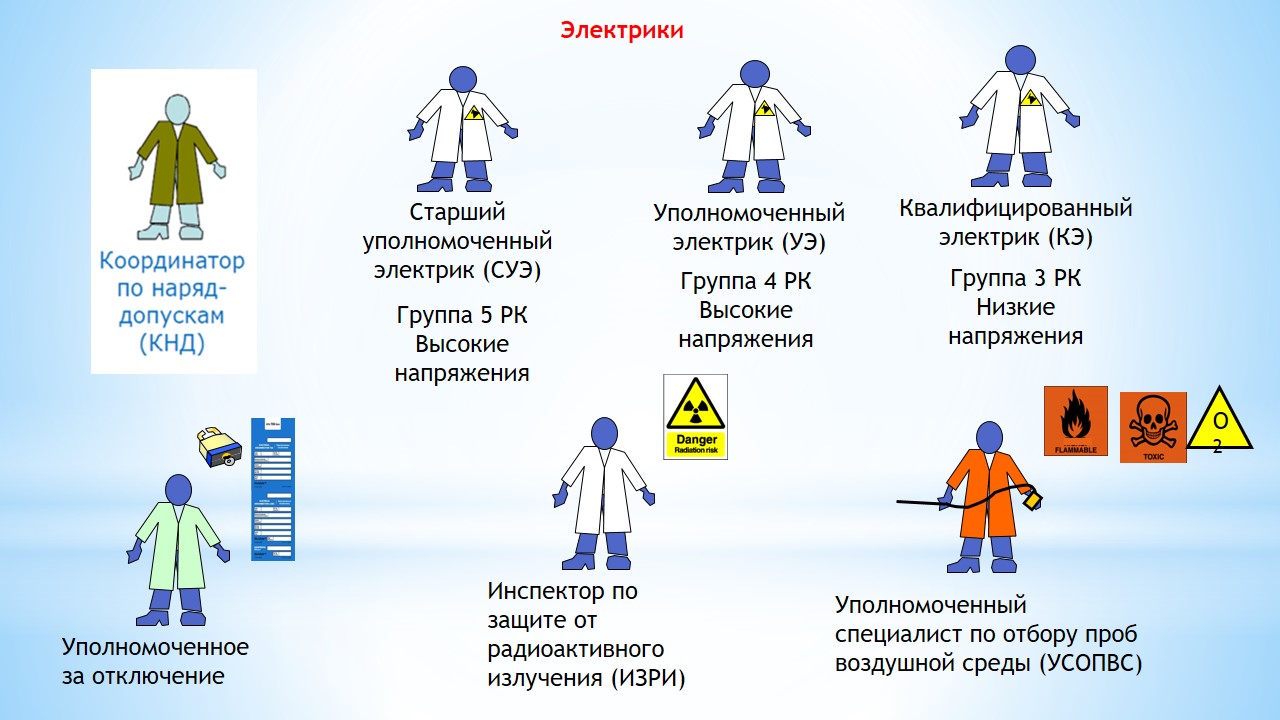 Электрики
Координатор
по наряд-
допускам
(КНД)
Старший
уполномоченный
электрик (СУЭ)
Группа 5 РК
Высокие
напряжения
Уполномоченный
электрик (УЭ)
Группа 4 РК
Высокие
напряжения
Квалифицированный
электрик (КЭ)
Группа 3 РК
Низкие
напряжения
Уполномоченное
за отключение
Danger
Radiation risk
Инспектор по
защите от
радиоактивного
излучения (ИЗРИ)
FLAMMABLE
TOXIC
O
2
Уполномоченный
специалист по отбору проб
воздушной среды (УСОПВС)